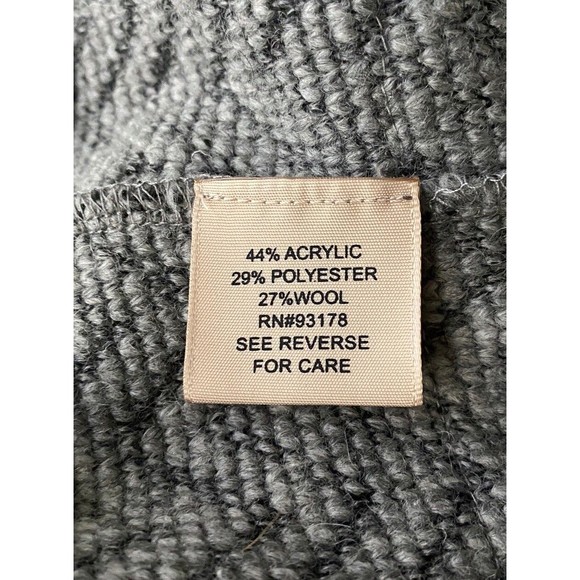 44% ACRYLIC
29% POLYESTER
27%WOOL
RN#93178
SEE REVERSE
FOR CARE